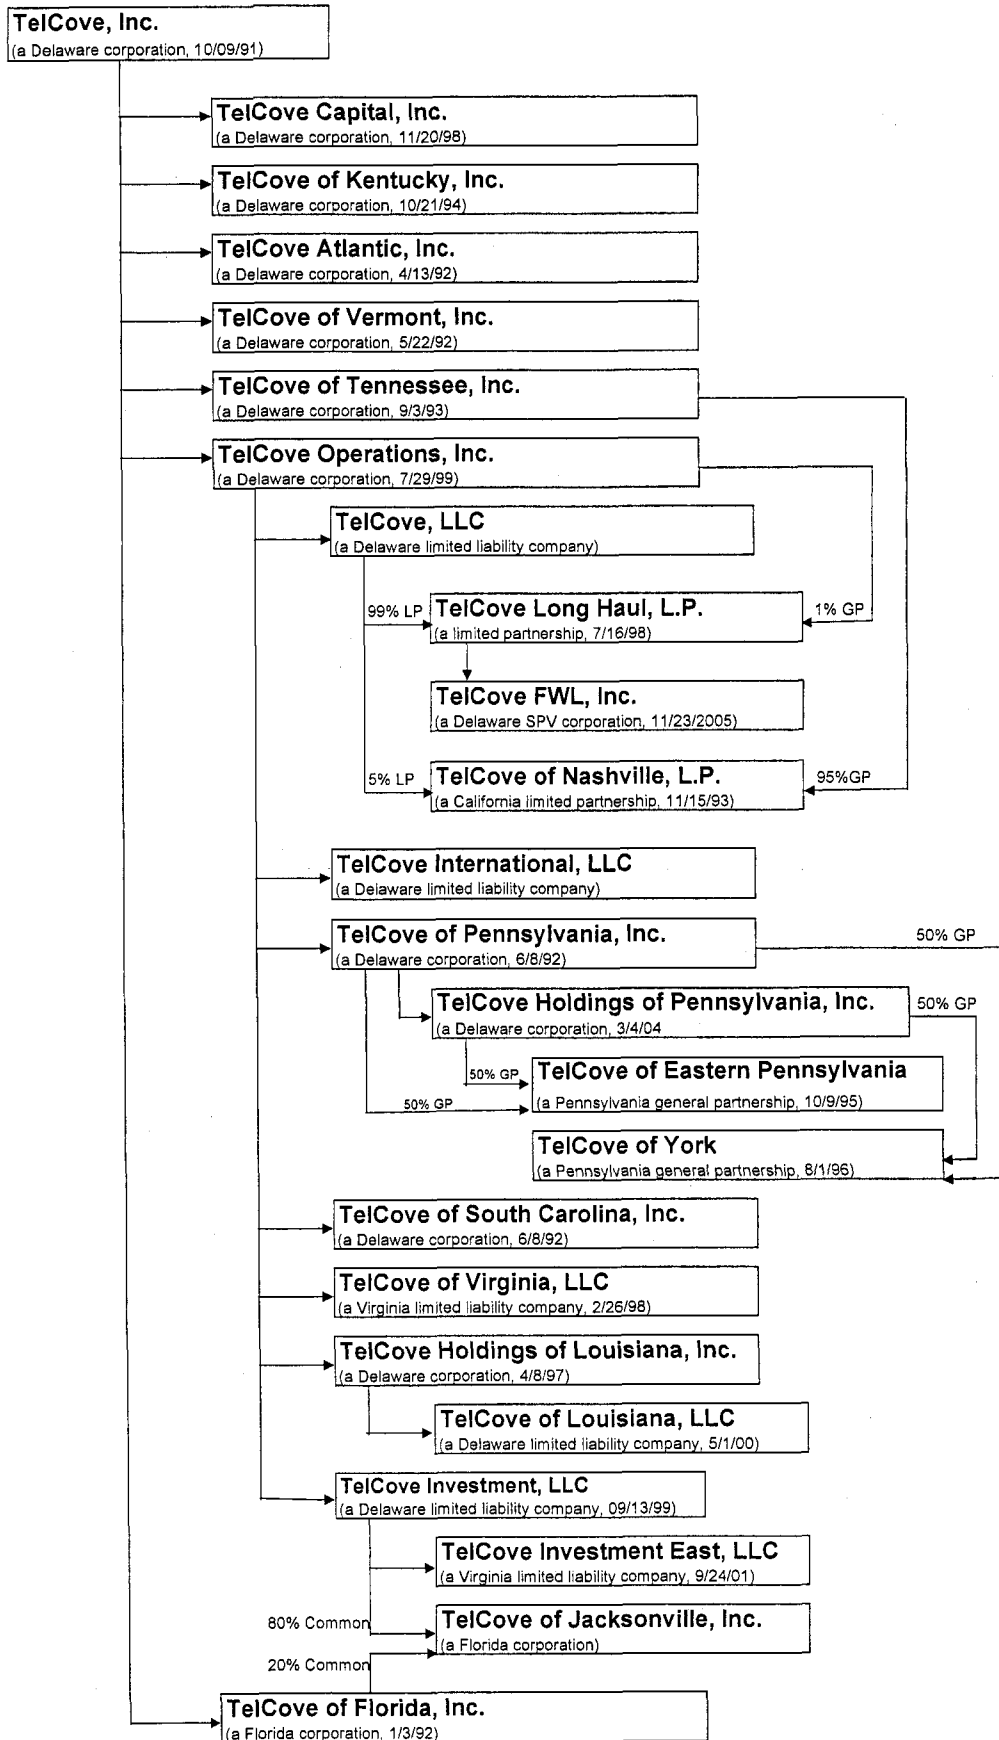 TelCove, Inc.
(a Delaware corporation, 10/09/91)
TelCove Capital, Inc.
(a Delaware corporation, 11/20/98)
TelCove of Kentucky, Inc.
(a Delaware corporation, 10/21/94)
TelCove Atlantic, Inc.
(a Delaware corporation, 4/13/92)
TelCove of Vermont, Inc.
(a Delaware corporation, 5/22/92)
TelCove of Tennessee, Inc.
(a Delaware corporation, 9/3/93)
TelCove Operations, Inc.
(a Delaware corporation, 7/29/99)
TelCove, LLC
(a Delaware limited liability company)
99% LP
TelCove Long Haul, L.P.
(a limited partnership, 7/16/98)
1% GP
TelCove FWL, Inc.
(a Delaware SPV corporation, 11/23/2005)
5% LP
TelCove of Nashville, L.P.
(a California limited partnership, 11/15/93)
95%GP
TelCove International, LLC
(a Delaware limited liability company)
TelCove of Pennsylvania, Inc.
(a Delaware corporation, 6/8/92)
50% GP
TelCove Holdings of Pennsylvania, Inc.
(a Delaware corporation, 3/4/04
50% GP
50% GP
TelCove of Eastern Pennsylvania
(a Pennsylvania general partnership, 10/9/95)
50% GP
TelCove of York
(a Pennsylvania general partnership, 8/1/96)
TelCove of South Carolina, Inc.
(a Delaware corporation, 6/8/92)
TelCove of Virginia, LLC
(a Virginia limited liability company, 2/26/98)
TelCove Holdings of Louisiana, Inc.
(a Delaware corporation, 4/8/97)
TelCove of Louisiana, LLC
(a Delaware limited liability company, 5/1/00)
TelCove Investment, LLC
(a Delaware limited liability company, 09/13/99)
TelCove Investment East, LLC
(a Virginia limited liability company, 9/24/01)
80% Common
TelCove of Jacksonville, Inc.
(a Florida corporation)
20% Common
TelCove of Florida, Inc.
(a Florida corporation, 1/3/92)